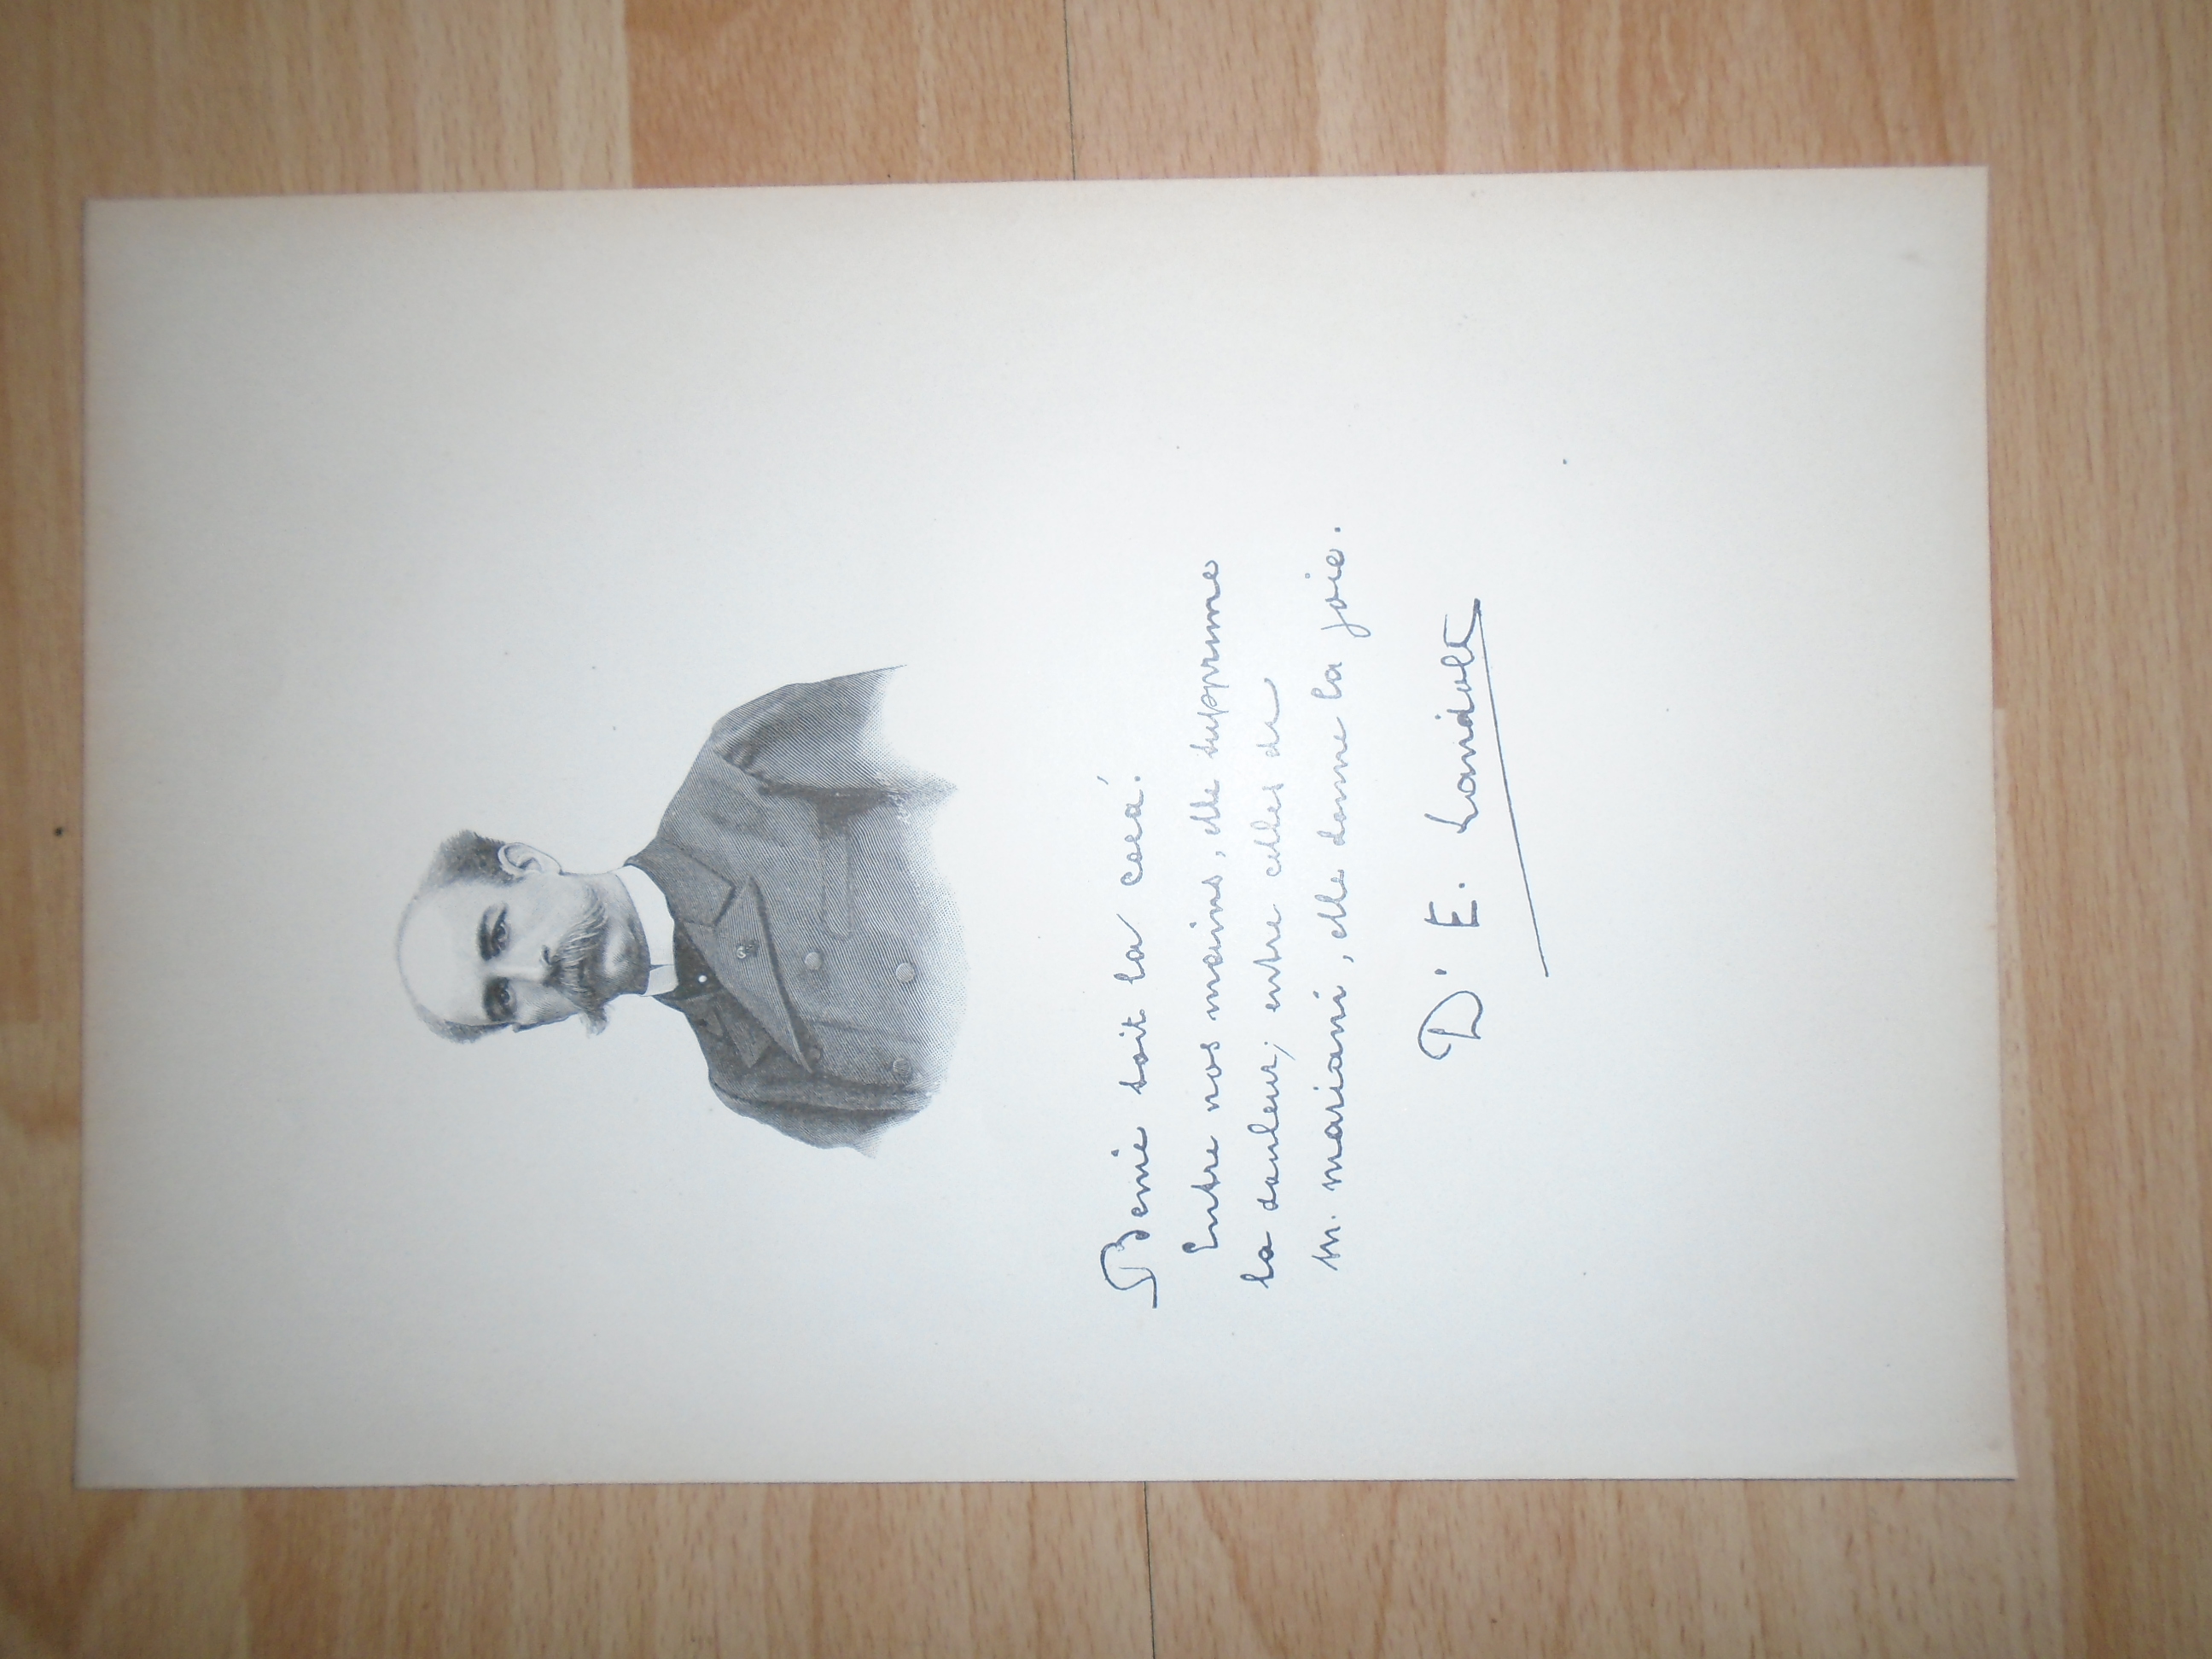 Benie soit la coca.
Entre nos mains, elle supprime
la douleur; entre celles de
M. Mariani, elle donne la joie.
Dr E. Landolt